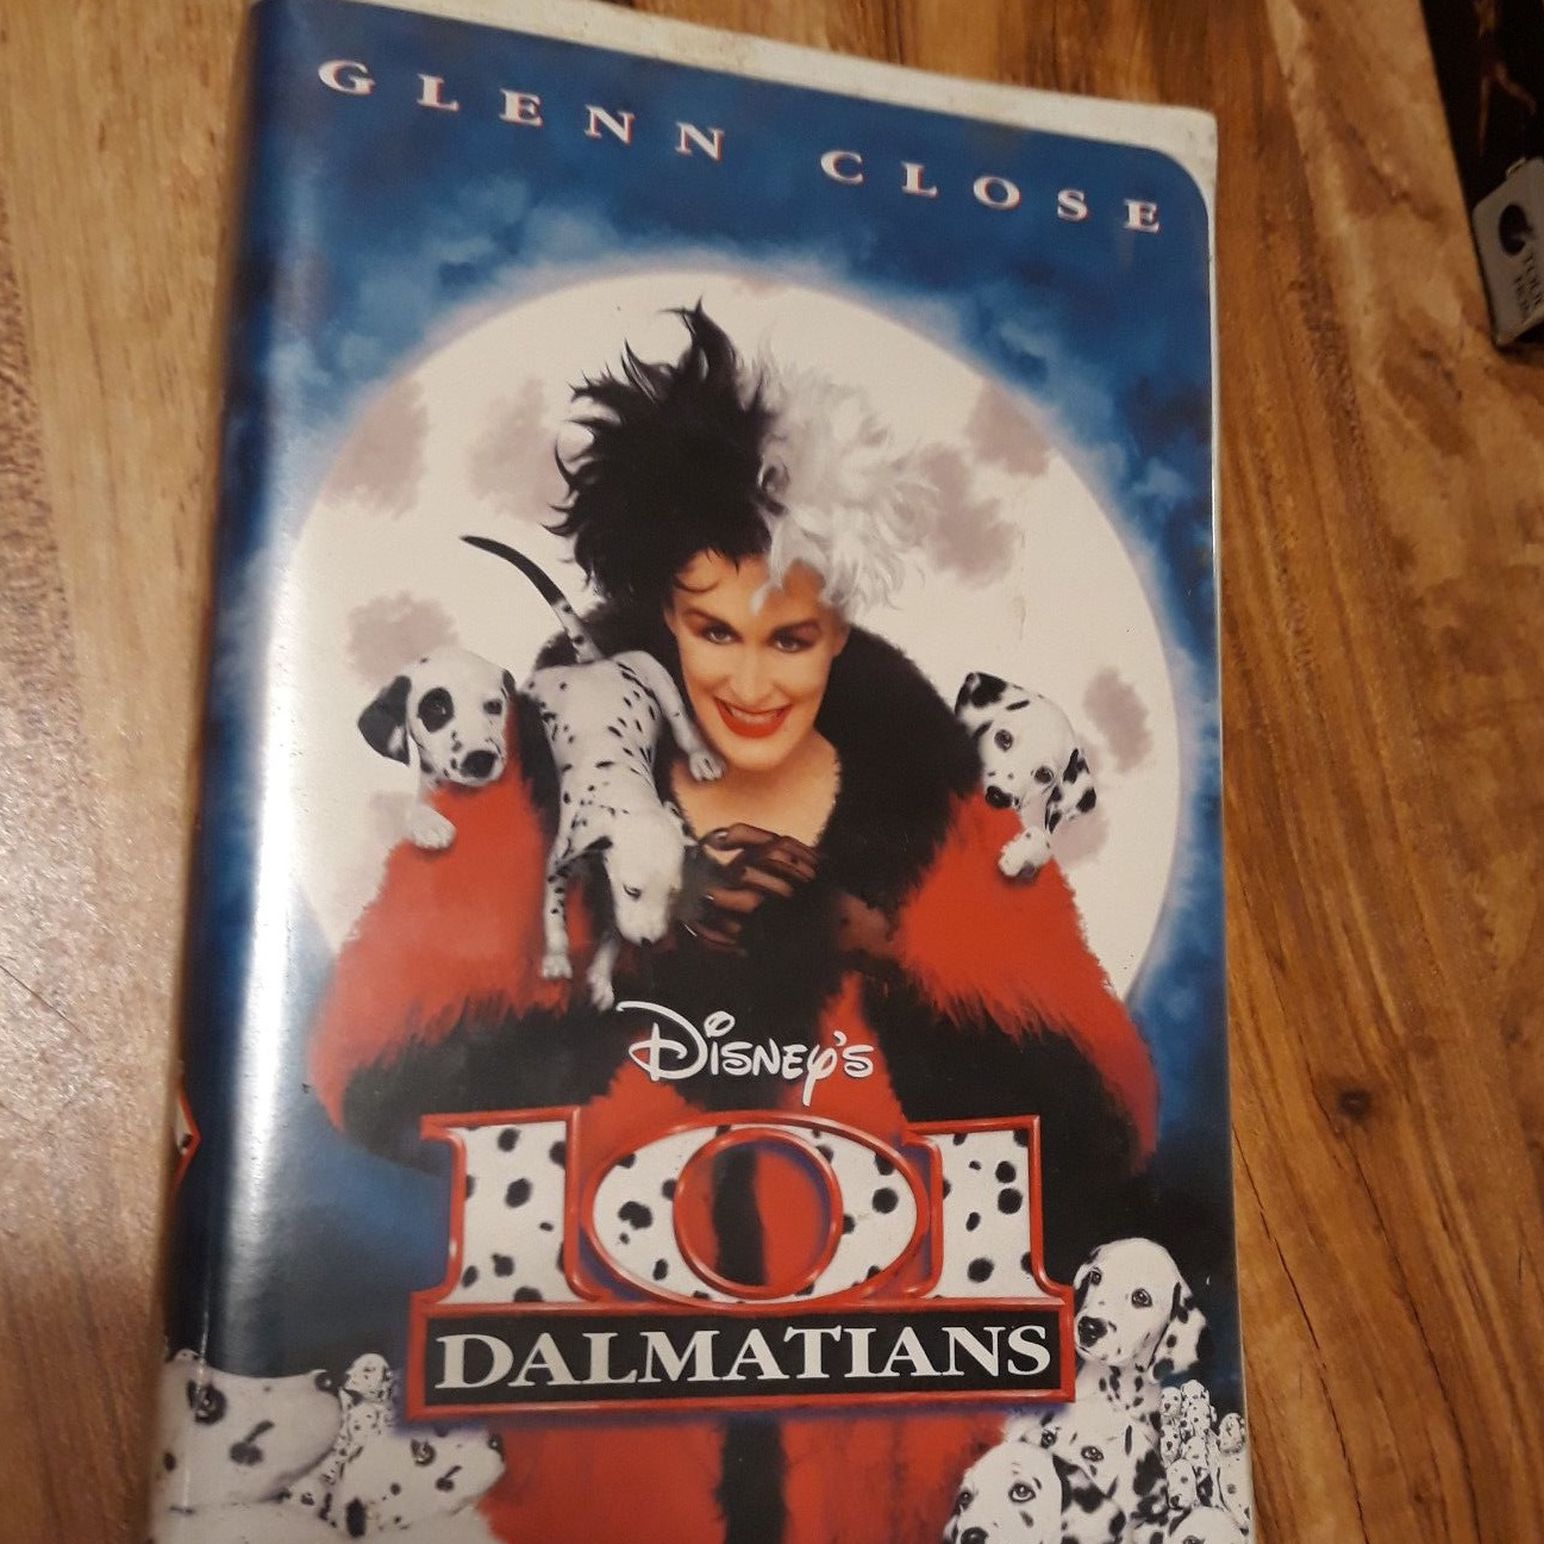 GLENN CLOSE
DISNEY'S
101
DALMATIANS